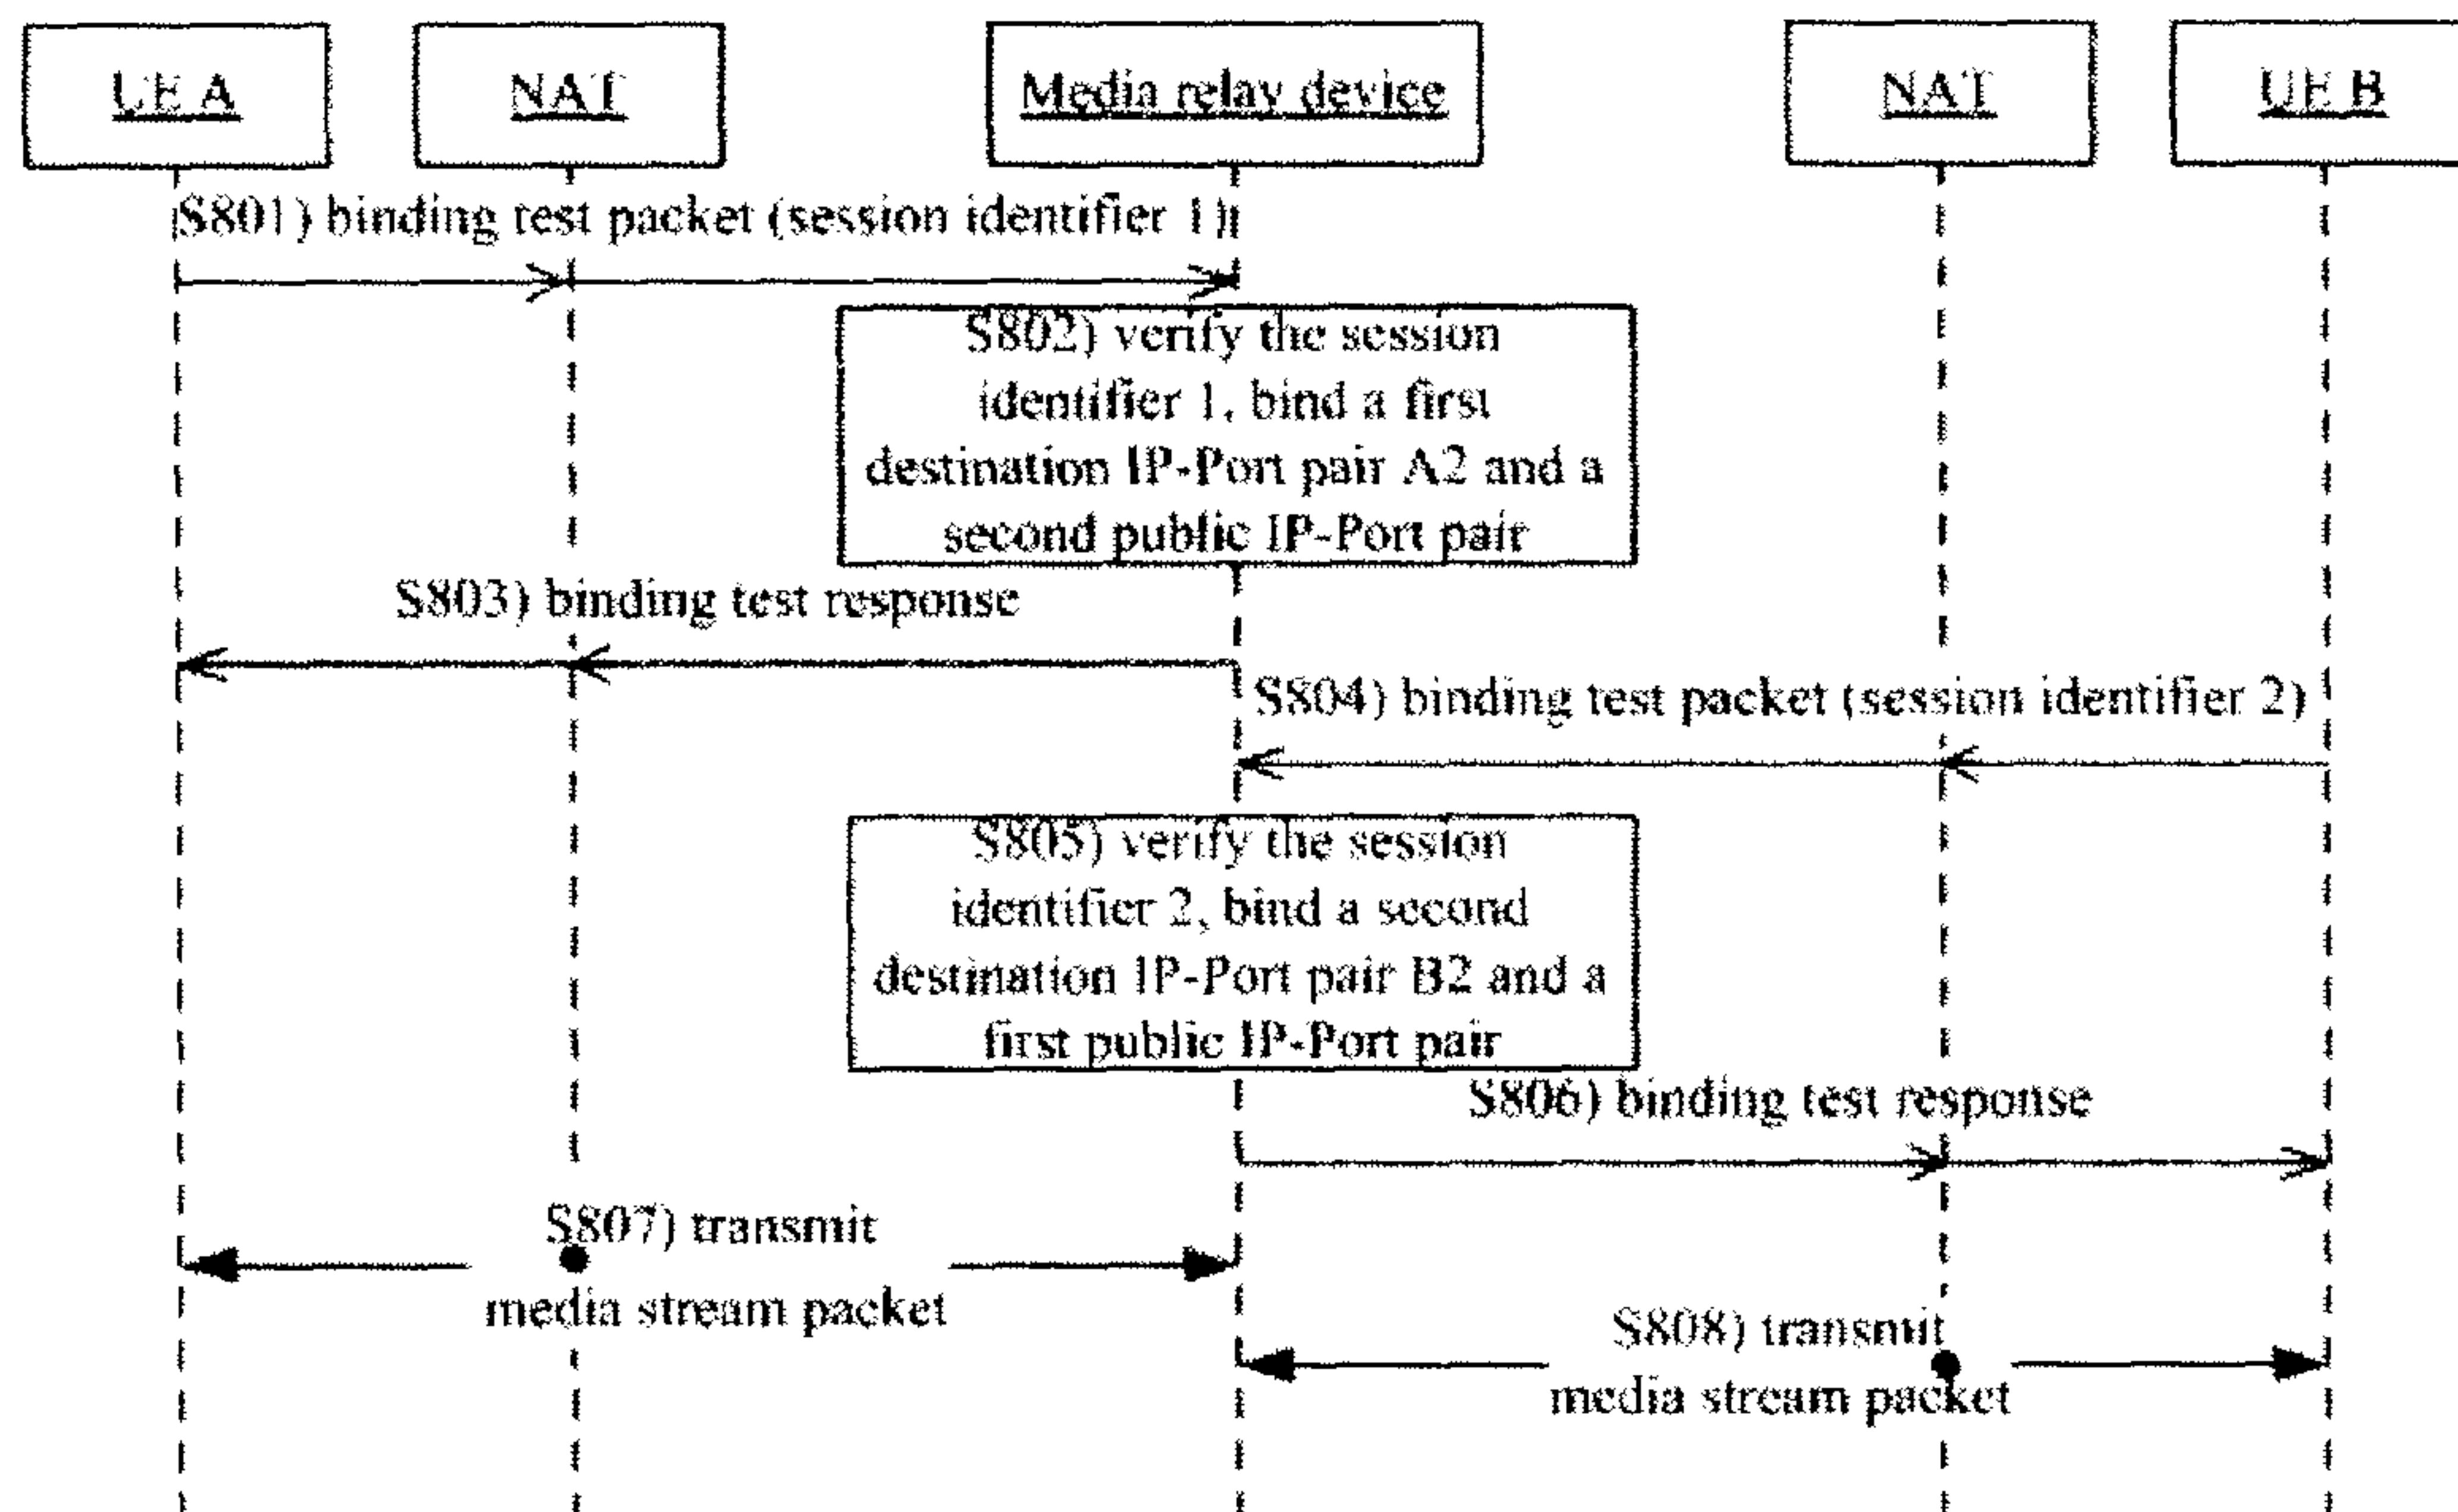 UE A
NAT
Media relay device
NAT
UE B
S801) binding test packet (session identifier 1)
S802) verify the session
identifier 1, bind a first
destination IP-Port pair A2 and a
second public IP-Port pair
S803) binding test response
S804) binding test packet (session identifier 2)
S805) verify the session
identifier 2, bind a second
destination IP-Port pair B2 and a
first public IP-Port pair
S806) binding test response
S807) transmit
media stream packet
S808) transmit
media stream packet